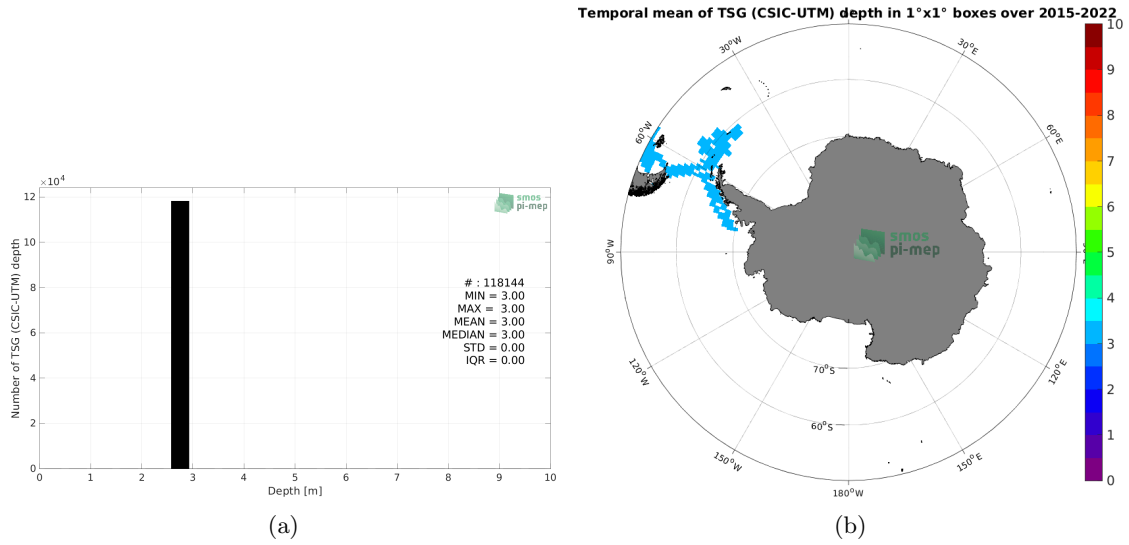 ×10⁴
12
10
8
6
4
2
0
Number of TSG (CSIC-UTM) depth
smos
pi-mep
# : 118144
MIN = 3.00
MAX = 3.00
MEAN = 3.00
MEDIAN = 3.00
STD = 0.00
IQR = 0.00
0 1 2 3 4 5 6 7 8 9 10
Depth [m]
(a)
Temporal mean of TSG (CSIC-UTM) depth in 1°x1° boxes over 2015-2022
0
30°W
30°E
60°W
60°E
90°W
120°W
120°E
150°W
150°E
180°W
70°S
60°S
smos
pi-mep
10
9
8
7
6
5
4
3
2
1
0
(b)